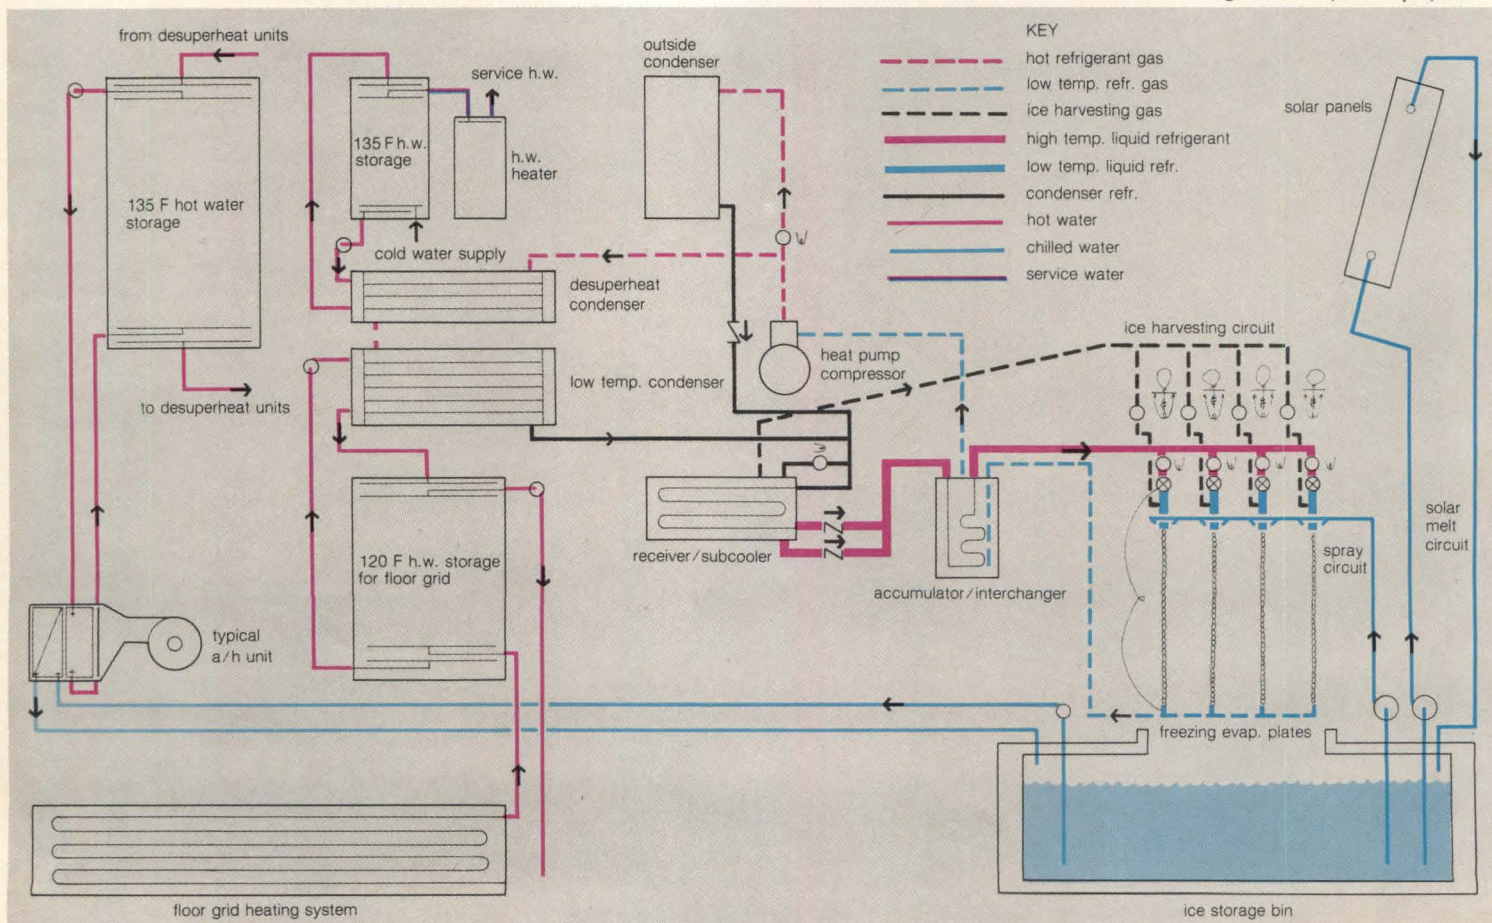 from desuperheat units
135 F hot water
storage
to desuperheat units
typical
a/h unit
135 F h.w.
storage
service h.w.
h.w.
heater
cold water supply
desuperheat
condenser
low temp. condenser
120 F h.w. storage
for floor grid
floor grid heating system
outside
condenser
heat pump
compressor
receiver/subcooler
accumulator/interchanger
KEY
hot refrigerant gas
low temp. refr. gas
ice harvesting gas
high temp. liquid refrigerant
low temp. liquid refr.
condenser refr.
hot water
chilled water
service water
solar panels
ice harvesting circuit
spray
circuit
solar
melt
circuit
freezing evap. plates
ice storage bin